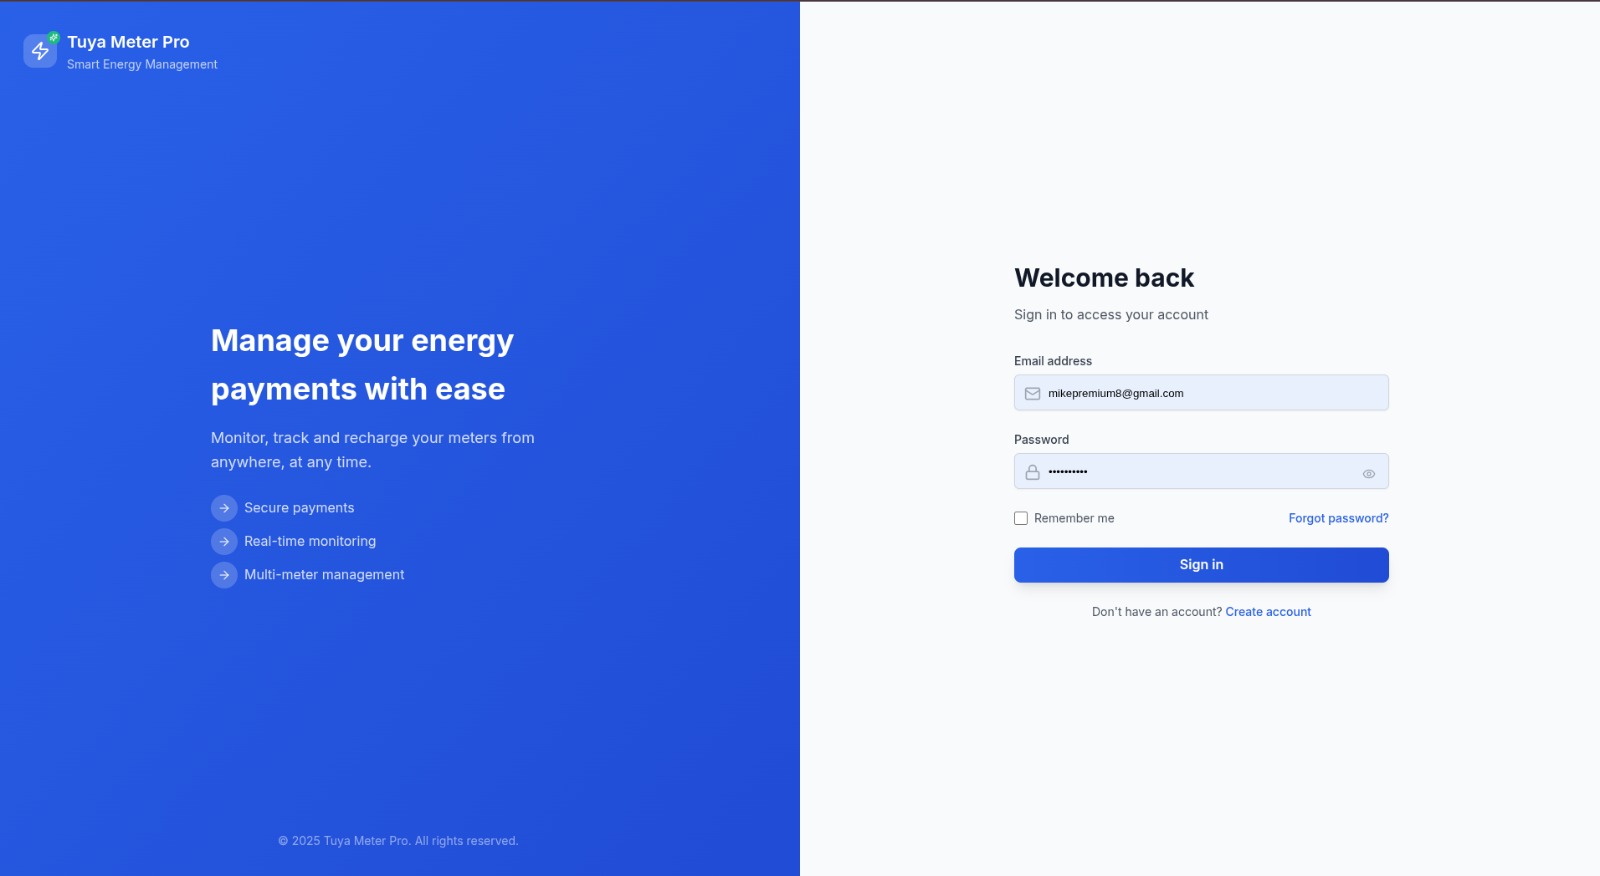 Tuya Meter Pro
Smart Energy Management
Manage your energy
payments with ease
Monitor, track and recharge your meters from
anywhere, at any time.
Secure payments
Real-time monitoring
Multi-meter management
© 2025 Tuya Meter Pro. All rights reserved.
Welcome back
Sign in to access your account
Email address
mikepremium8@gmail.com
Password
••••••••••
Remember me
Forgot password?
Sign in
Don't have an account? Create account